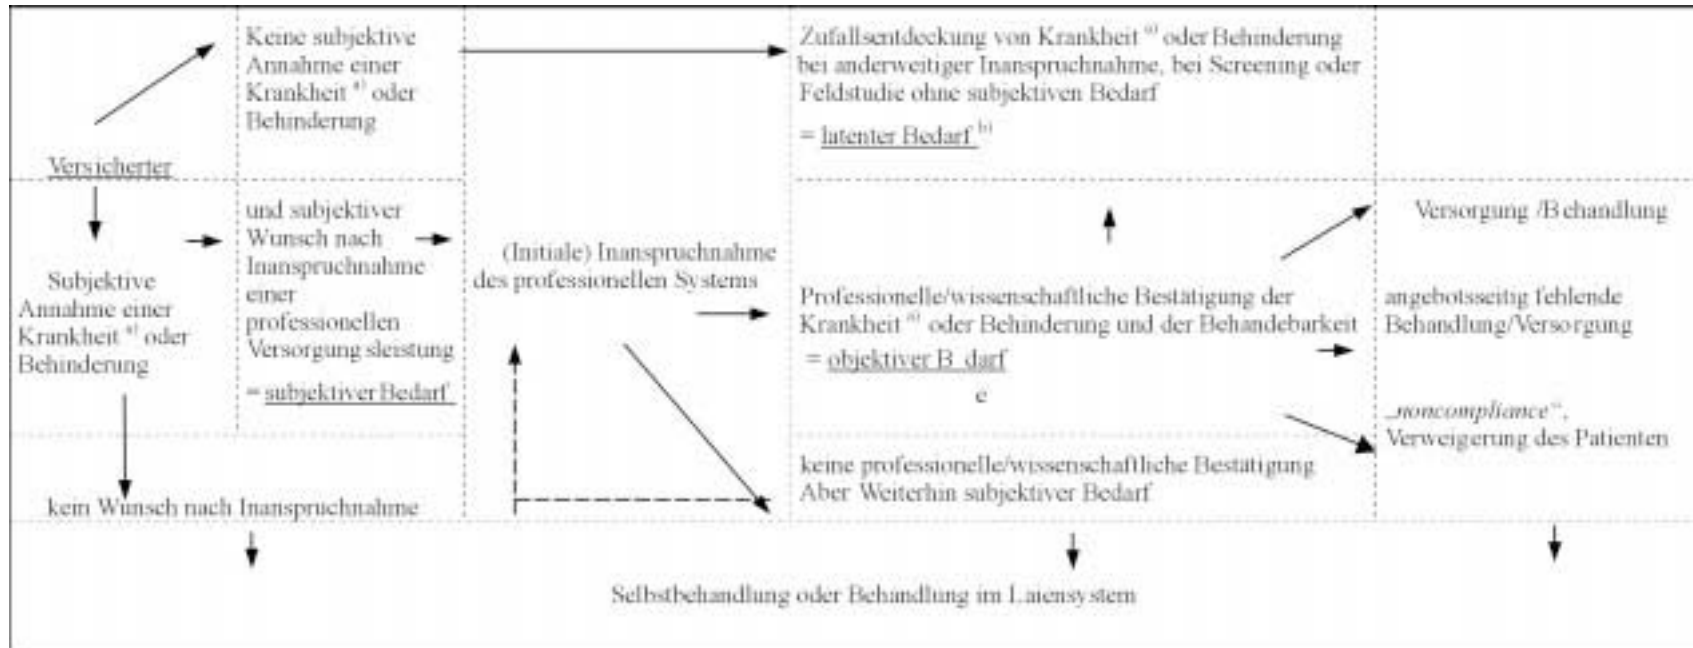 Keine subjektive
Annahme einer
Krankheit a) oder
Behinderung
Zufallsentdeckung von Krankheit a) oder Behinderung
bei anderweitiger Inanspruchnahme, bei Screening oder
Feldstudie ohne subjektiven Bedarf
= latenter Bedarf b)
Versicherter
und subjektiver
Wunsch nach
Inanspruchnahme
einer
professionellen
Versorgung sleistung
= subjektiver Bedarf
Subjektive
Annahme einer
Krankheit a) oder
Behinderung
(Initiale) Inanspruchnahme
des professionellen Systems
Professionelle/wissenschaftliche Bestätigung der
Krankheit a) oder Behinderung und der Behandebarkeit
= objektiver B darf
e
Versorgung /Behandlung
angebotsseitig fehlende
Behandlung/Versorgung
„noncompliance“,
Verweigerung des Patienten
kein Wunsch nach Inanspruchnahme
keine professionelle/wissenschaftliche Bestätigung
Aber Weiterhin subjektiver Bedarf
Selbstbehandlung oder Behandlung im Laiensystem